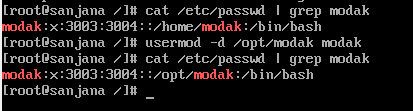 [root@sanjana /]# cat /etc/passwd | grep modak
modak:x:3003:3004::/home/modak:/bin/bash
[root@sanjana /]# usermod -d /opt/modak modak
[root@sanjana /]# cat /etc/passwd | grep modak
modak:x:3003:3004::/opt/modak:/bin/bash
[root@sanjana /]# _